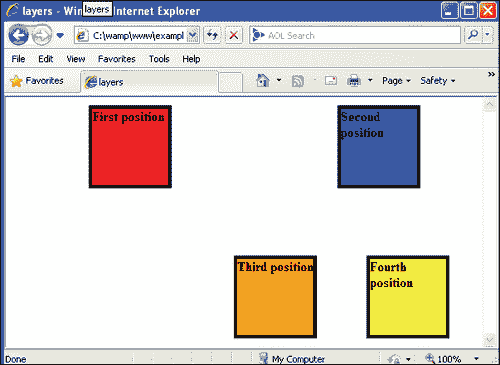 layers - Win
layers
nternet Explorer
C:\wamp\www\exampl
AOL Search
File Edit View Favorites Tools Help
Favorites
layers
Page
Safety
»
First position
Second
position
Third position
Fourth
position
Done
My Computer
100%